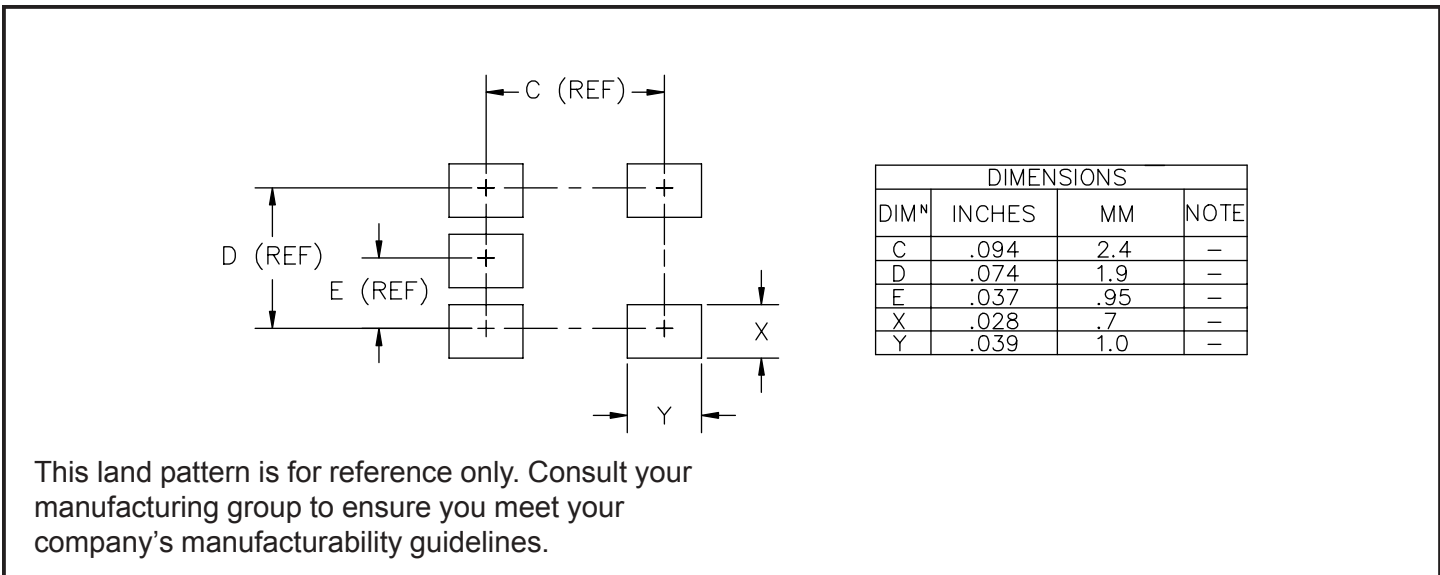 C (REF)
D (REF)
E (REF)
X
Y
DIMENSIONS
DIMᴺ INCHES MM NOTE
C .094 2.4 –
D .074 1.9 –
E .037 .95 –
X .028 .7 –
Y .039 1.0 –
This land pattern is for reference only. Consult your
manufacturing group to ensure you meet your
company’s manufacturability guidelines.